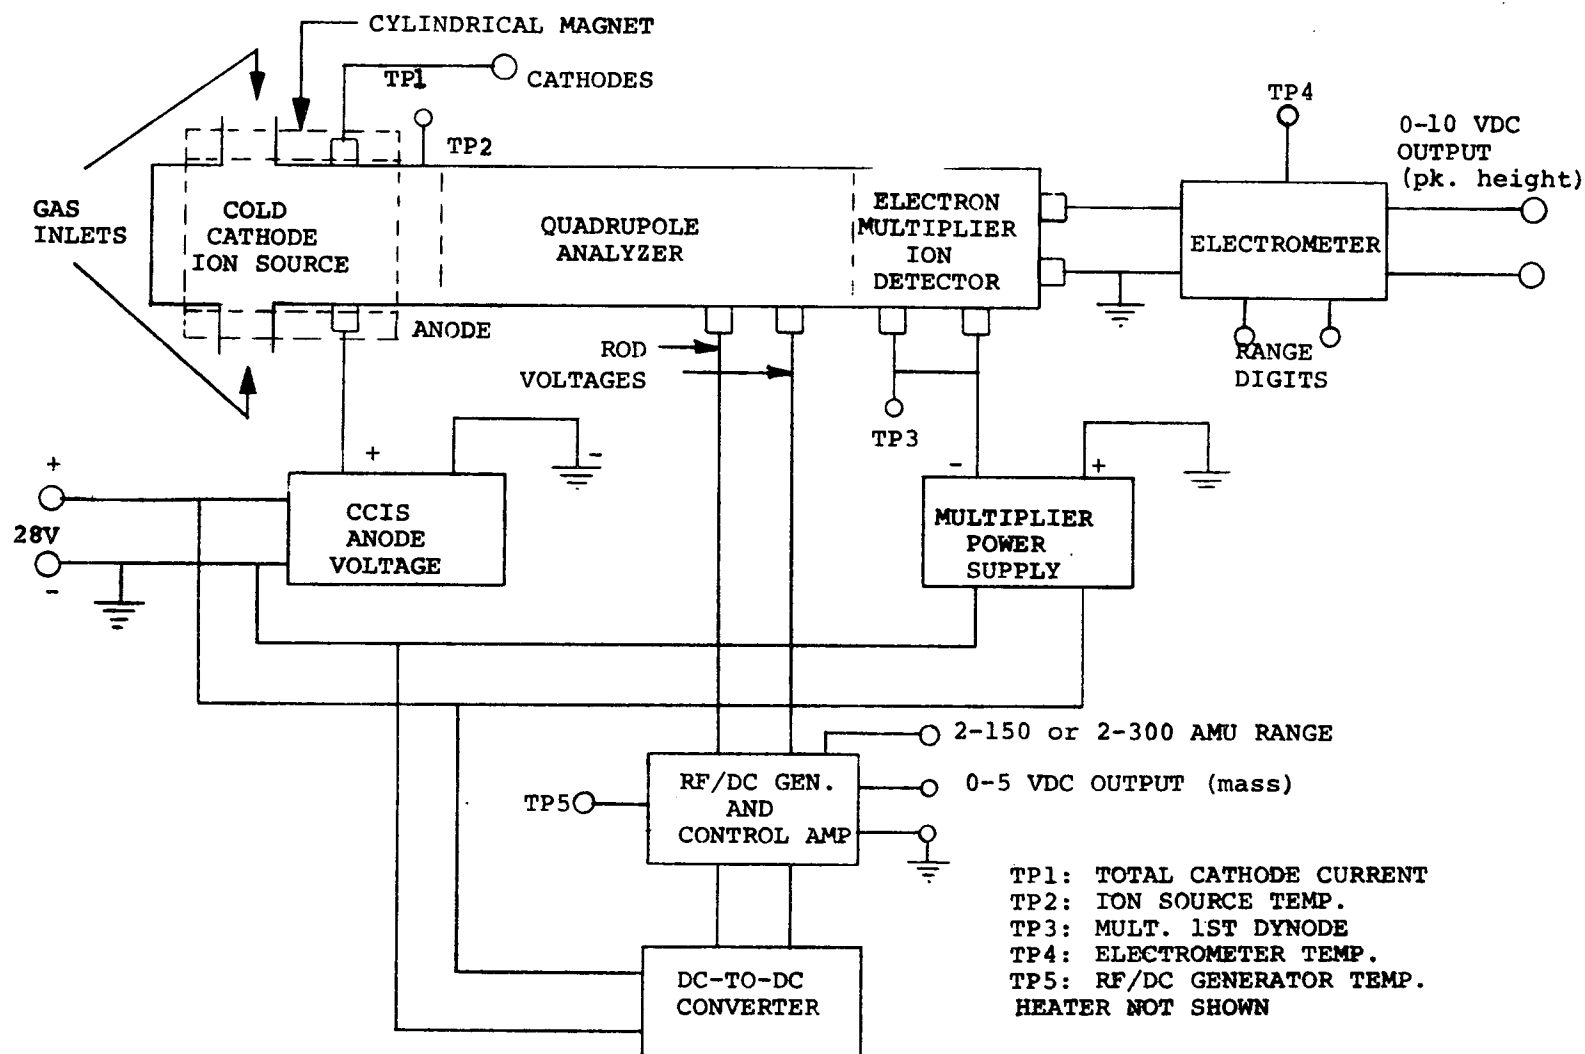 CYLINDRICAL MAGNET
TP1
CATHODES
TP2
TP4
0-10 VDC
OUTPUT
(pk. height)
GAS
INLETS
COLD
CATHODE
ION SOURCE
QUADRUPOLE
ANALYZER
ELECTRON
MULTIPLIER
ION
DETECTOR
ELECTROMETER
ANODE
ROD
VOLTAGES
RANGE
DIGITS
TP3
+
-
-
+
+
28V
-
CCIS
ANODE
VOLTAGE
MULTIPLIER
POWER
SUPPLY
2-150 or 2-300 AMU RANGE
TP5
RF/DC GEN.
AND
CONTROL AMP
0-5 VDC OUTPUT (mass)
DC-TO-DC
CONVERTER
TP1: TOTAL CATHODE CURRENT
TP2: ION SOURCE TEMP.
TP3: MULT. 1ST DYNODE
TP4: ELECTROMETER TEMP.
TP5: RF/DC GENERATOR TEMP.
HEATER NOT SHOWN